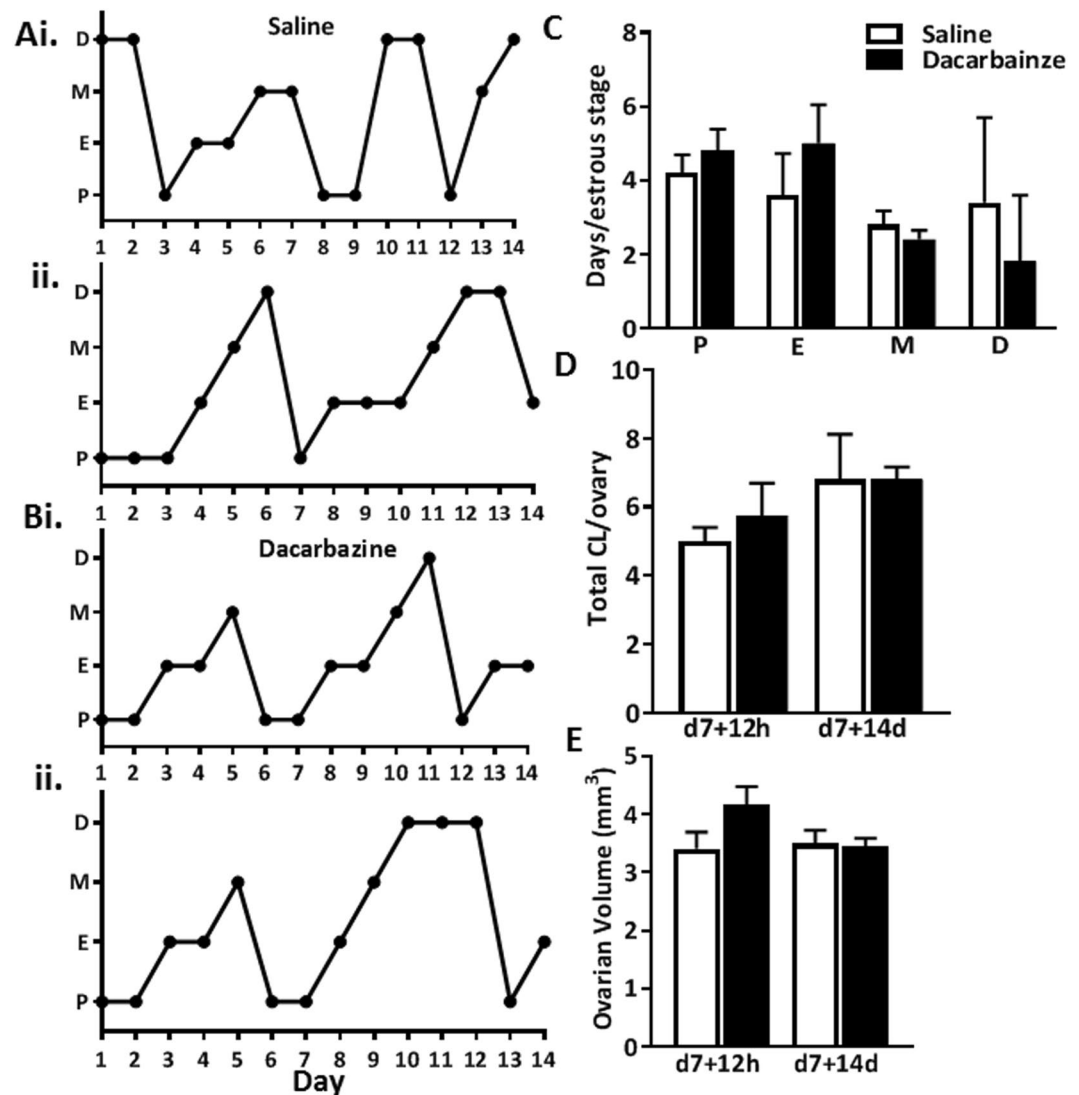 Ai.
Saline
D
M
E
P
1 2 3 4 5 6 7 8 9 10 11 12 13 14
ii.
D
M
E
P
1 2 3 4 5 6 7 8 9 10 11 12 13 14
Bi.
Dacarbazine
D
M
E
P
1 2 3 4 5 6 7 8 9 10 11 12 13 14
ii.
D
M
E
P
1 2 3 4 5 6 7 8 9 10 11 12 13 14
Day
C
Saline
Dacarbainze
Days/estrous stage
8
6
4
2
0
P E M D
D
Total CL/ovary
10
8
6
4
2
0
d7+12h d7+14d
E
Ovarian Volume (mm³)
5
4
3
2
1
0
d7+12h d7+14d